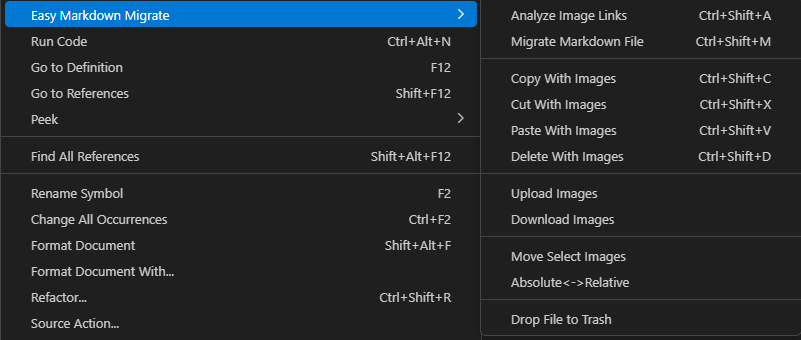 Easy Markdown Migrate
Run Code Ctrl+Alt+N
Go to Definition F12
Go to References Shift+F12
Peek
Find All References Shift+Alt+F12
Rename Symbol F2
Change All Occurrences Ctrl+F2
Format Document Shift+Alt+F
Format Document With...
Refactor... Ctrl+Shift+R
Source Action...
Analyze Image Links Ctrl+Shift+A
Migrate Markdown File Ctrl+Shift+M
Copy With Images Ctrl+Shift+C
Cut With Images Ctrl+Shift+X
Paste With Images Ctrl+Shift+V
Delete With Images Ctrl+Shift+D
Upload Images
Download Images
Move Select Images
Absolute<->Relative
Drop File to Trash